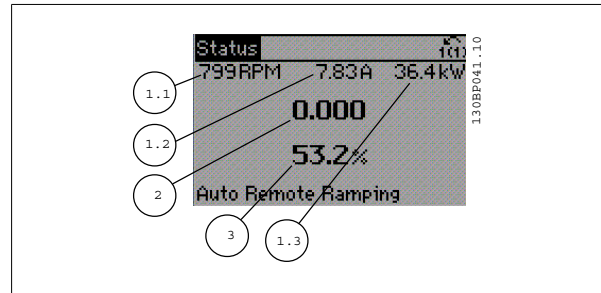 Status 1(1)
799RPM 7.83A 36.4kW
0.000
53.2%
Auto Remote Ramping
1.1
1.2
2
3
1.3
130BP041.10